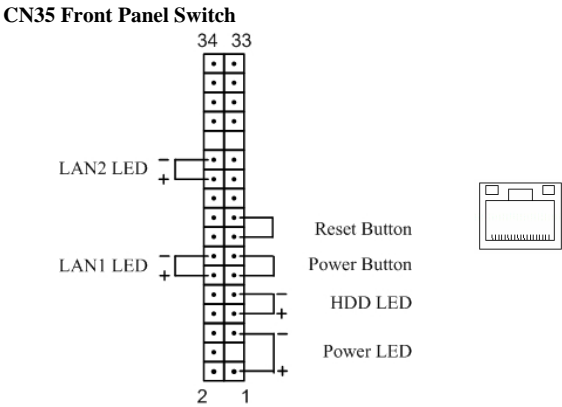 CN35 Front Panel Switch
34 33
LAN2 LED - +
Reset Button
LAN1 LED - +
Power Button
- HDD LED
+
- Power LED
+
2 1